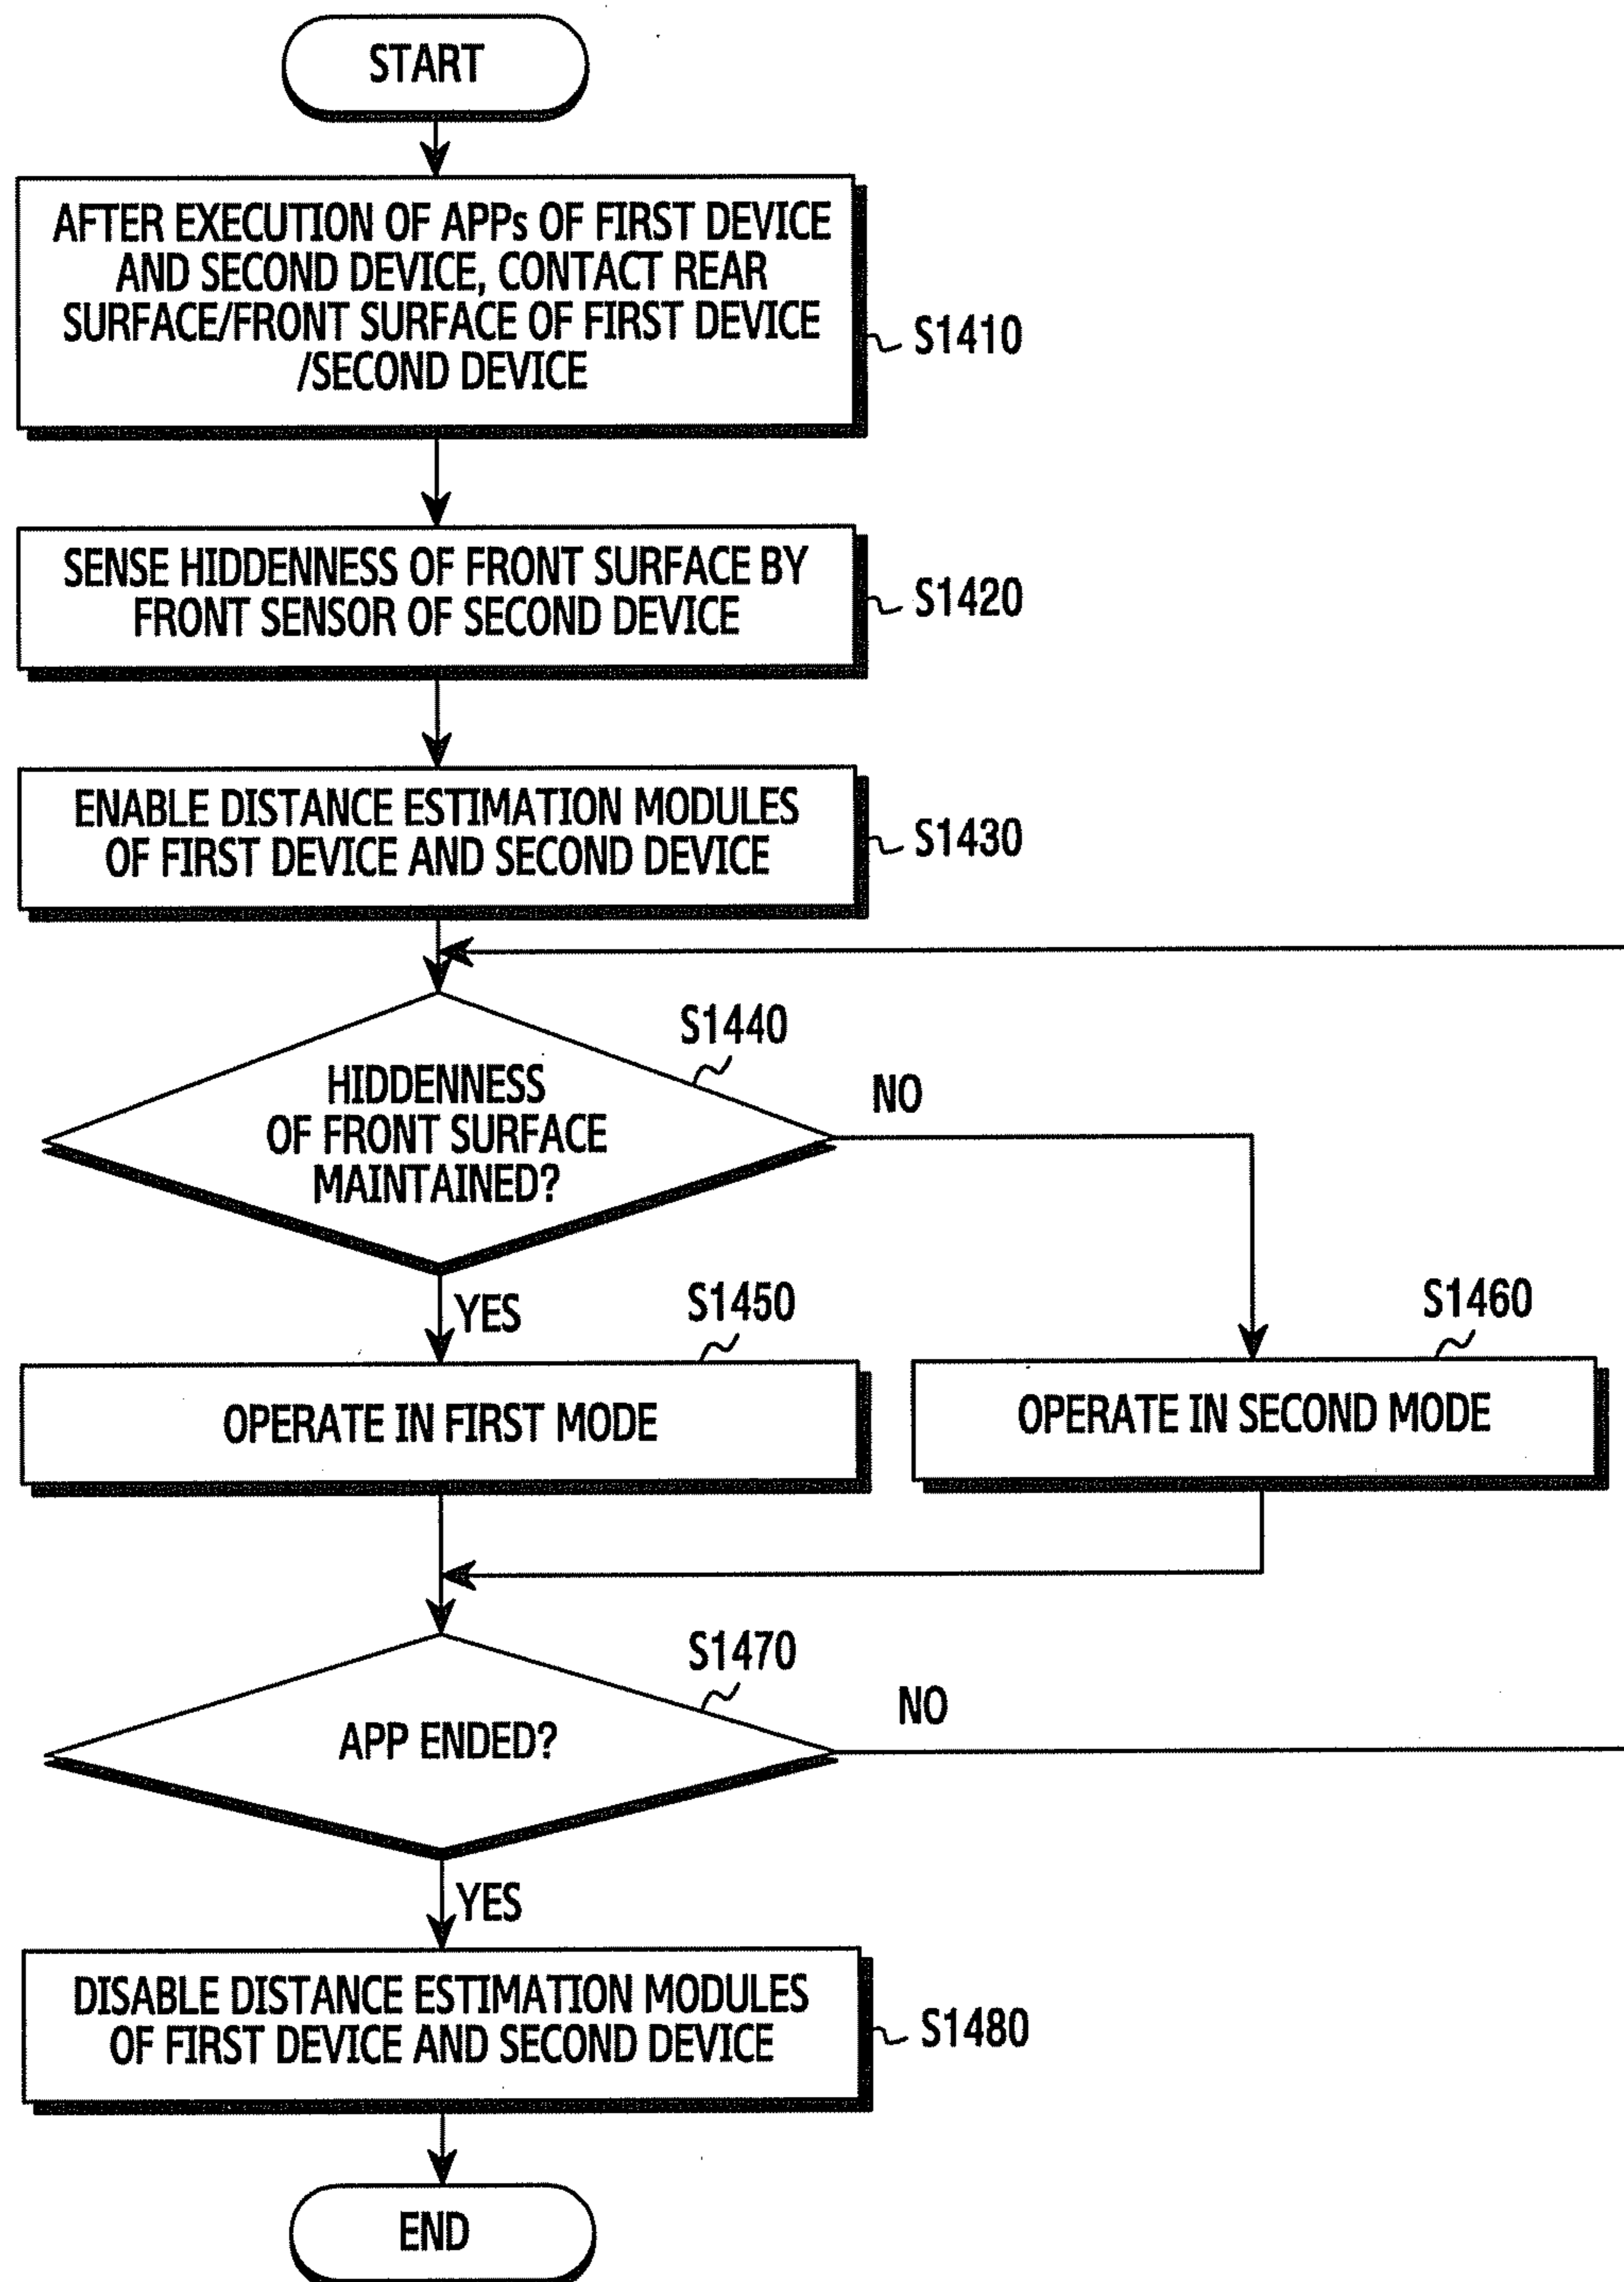 START
AFTER EXECUTION OF APPs OF FIRST DEVICE
AND SECOND DEVICE, CONTACT REAR
SURFACE/FRONT SURFACE OF FIRST DEVICE
/SECOND DEVICE
S1410
SENSE HIDDENNESS OF FRONT SURFACE BY
FRONT SENSOR OF SECOND DEVICE
S1420
ENABLE DISTANCE ESTIMATION MODULES
OF FIRST DEVICE AND SECOND DEVICE
S1430
S1440
HIDDENNESS
OF FRONT SURFACE
MAINTAINED?
NO
YES
S1450
S1460
OPERATE IN FIRST MODE
OPERATE IN SECOND MODE
S1470
APP ENDED?
NO
YES
DISABLE DISTANCE ESTIMATION MODULES
OF FIRST DEVICE AND SECOND DEVICE
S1480
END